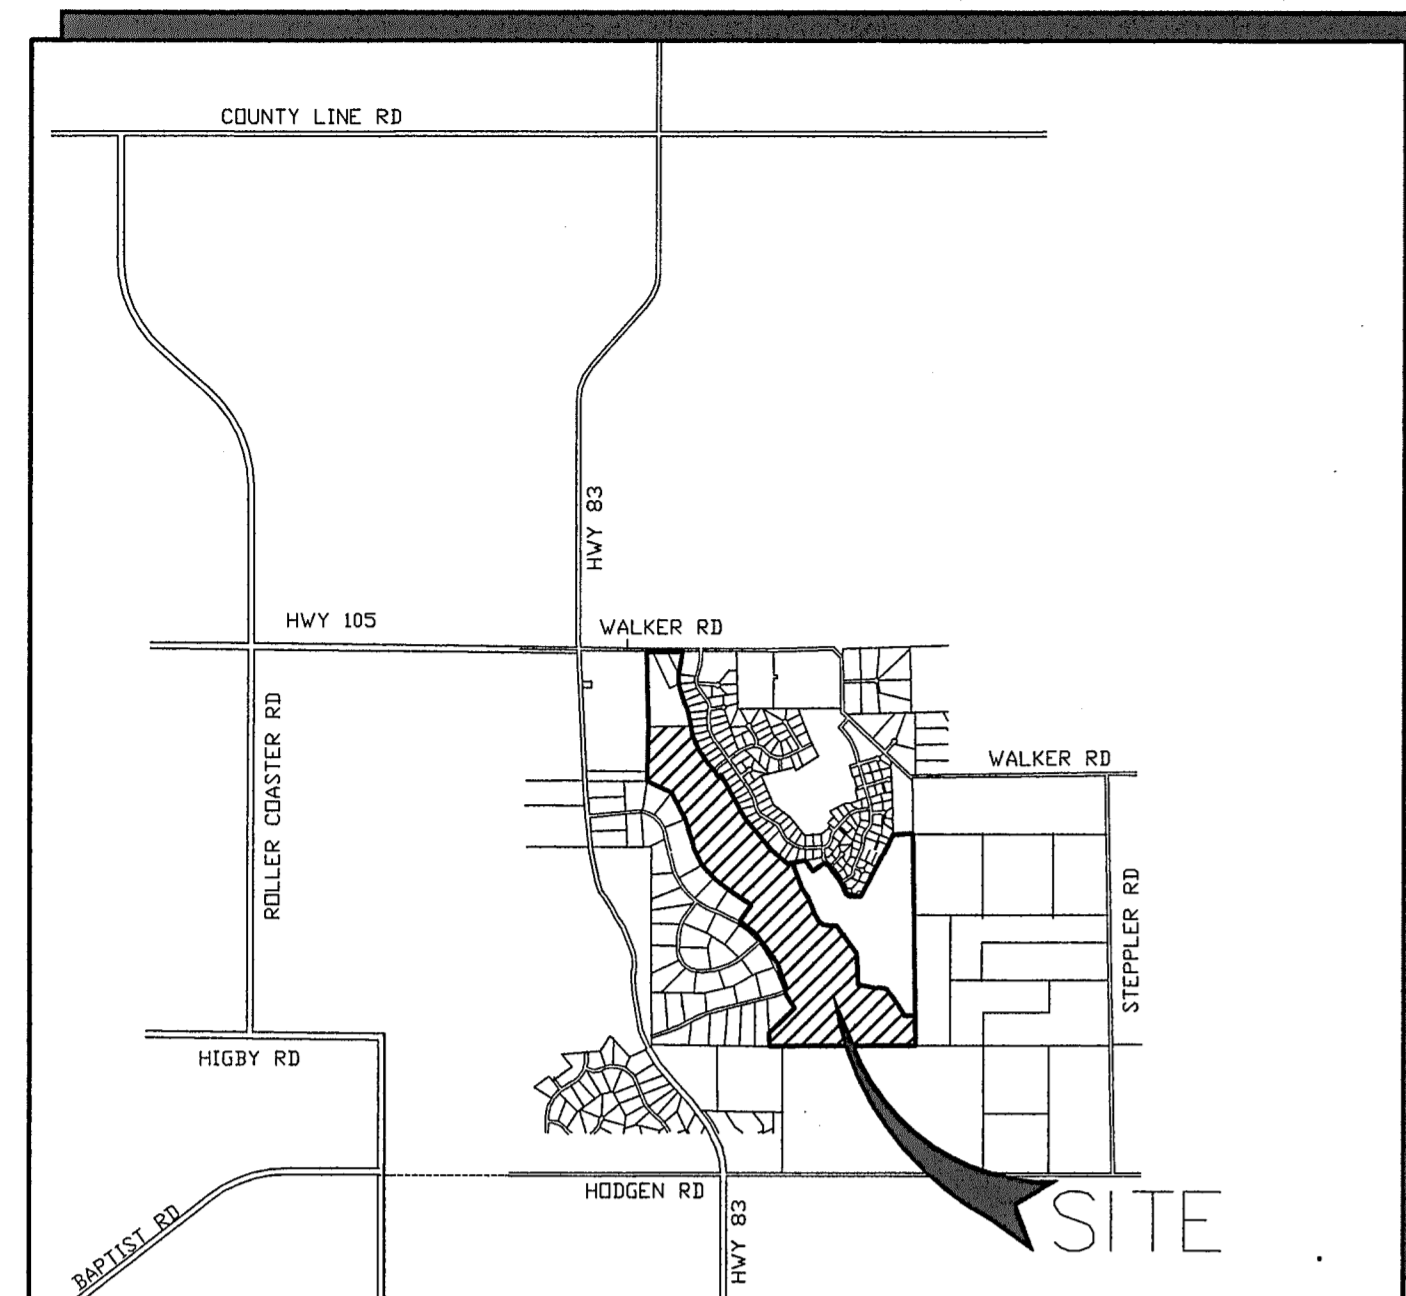 COUNTY LINE RD
HWY 83
HWY 105
WALKER RD
ROLLER COASTER RD
WALKER RD
STEPPLER RD
HIGBY RD
HODGEN RD
BAPTIST RD
HWY 83
SITE